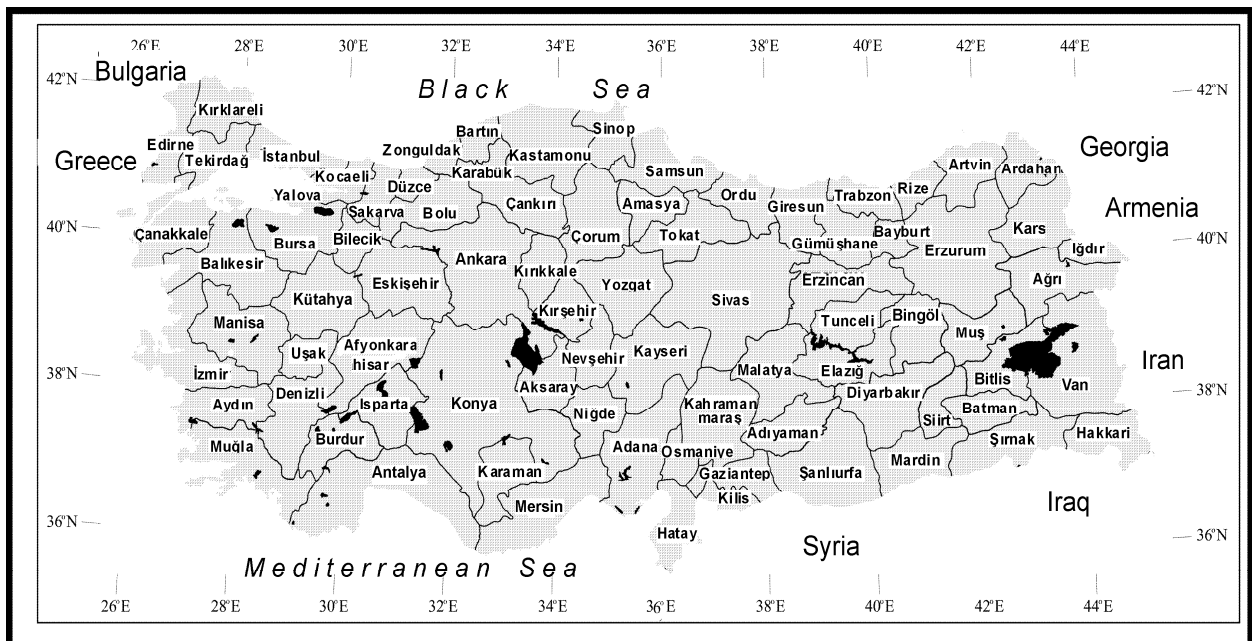 26°E 28°E 30°E 32°E 34°E 36°E 38°E 40°E 42°E 44°E
Bulgaria
42°N
Black Sea
42°N
Kırklareli
Bartın
Sinop
Edirne
Zonguldak
Georgia
Greece
Tekirdağ
İstanbul
Kastamonu
Artvin
Ardahan
Kocaeli
Karabük
Samsun
Yalova
Düzce
Ordu
Trabzon
Rize
Şakarva
Bolu
Çankırı
Amasya
Giresun
Armenia
40°N
Çanakkale
Bursa
Bilecik
Çorum
Tokat
Gümüşhane
Bayburt
Kars
40°N
Balıkesir
Ankara
Erzurum
Iğdır
Kütahya
Eskişehir
Kırıkkale
Yozgat
Sivas
Erzincan
Ağrı
Manisa
Kırşehir
Tunceli
Bingöl
Muş
Uşak
Afyonkara
hisar
Nevşehir
Kayseri
Iran
38°N
İzmir
Malatya
Elazığ
Bitlis
Van
38°N
Aydın
Denizli
Isparta
Konya
Aksaray
Niğde
Kahraman
maraş
Diyarbakır
Batman
Siirt
Muğla
Burdur
Adana
Osmaniye
Adıyaman
Şırnak
Hakkari
Antalya
Karaman
Gaziantep
Şanlıurfa
Mardin
Mersin
Kilis
Iraq
36°N
Hatay
Syria
36°N
Mediterranean Sea
26°E 28°E 30°E 32°E 34°E 36°E 38°E 40°E 42°E 44°E